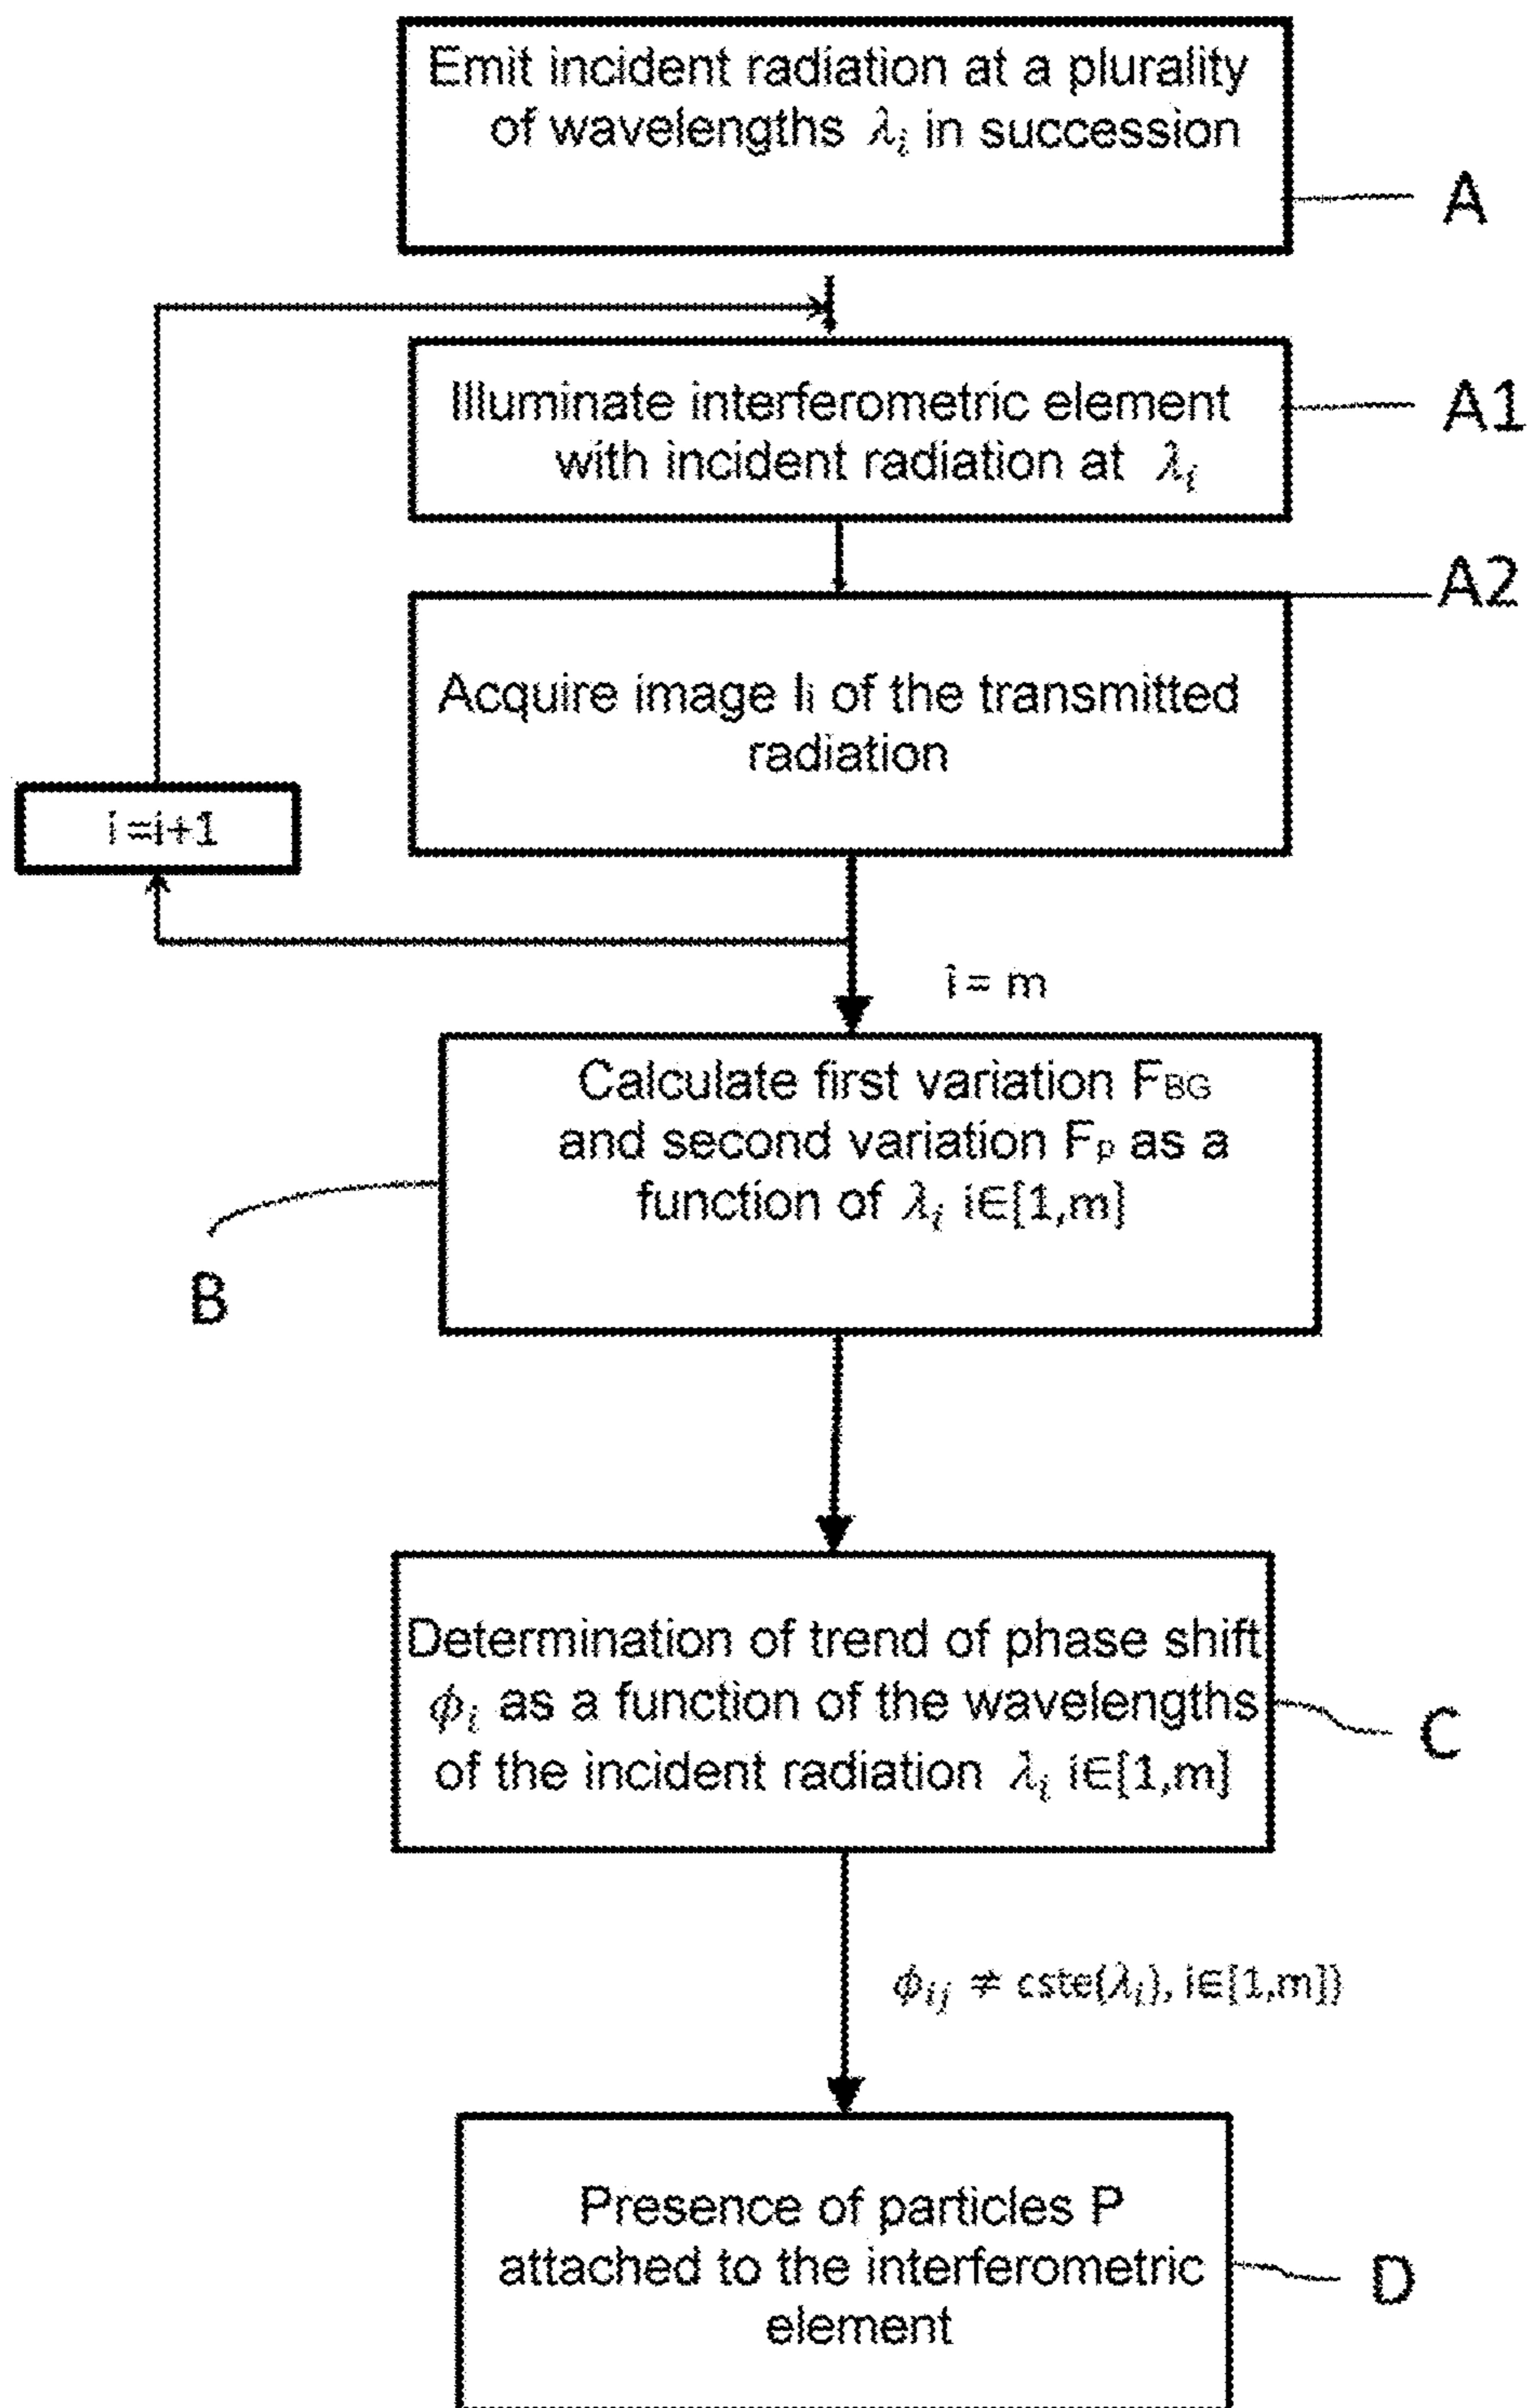 Emit incident radiation at a plurality
of wavelengths λi in succession
A
Illuminate interferometric element
with incident radiation at λi
A1
A2
Acquire image Ii of the transmitted
radiation
i =i+1
i = m
Calculate first variation FBG
and second variation Fp as a
function of λi i∈[1,m]
B
Determination of trend of phase shift
ϕi as a function of the wavelengths
of the incident radiation λi i∈[1,m]
C
ϕij ≠ cste(λi), i∈[1,m])
Presence of particles P
attached to the interferometric
element
D